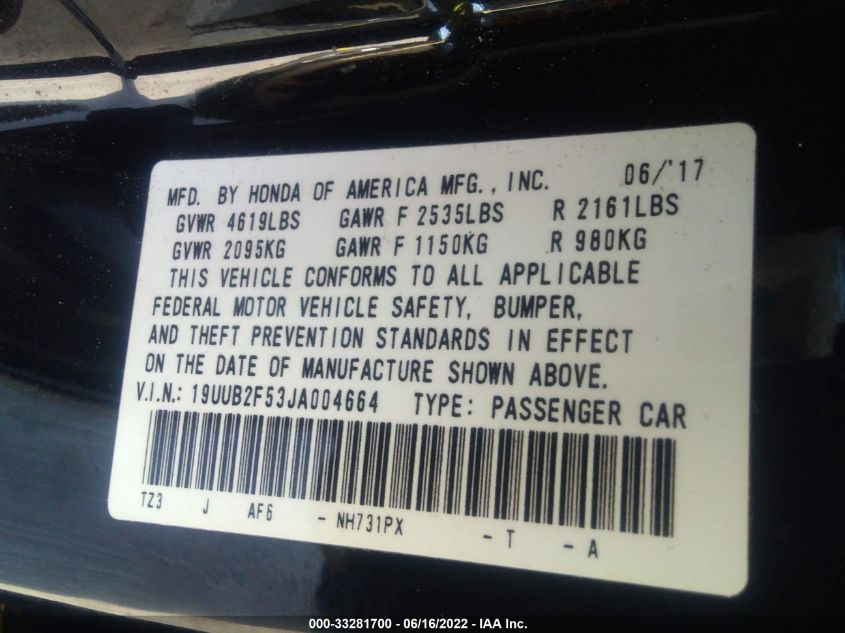 MFD. BY HONDA OF AMERICA MFG., INC. 06/'17
GVWR 4619LBS GAWR F 2535LBS R 2161LBS
GVWR 2095KG GAWR F 1150KG R 980KG
THIS VEHICLE CONFORMS TO ALL APPLICABLE
FEDERAL MOTOR VEHICLE SAFETY, BUMPER,
AND THEFT PREVENTION STANDARDS IN EFFECT
ON THE DATE OF MANUFACTURE SHOWN ABOVE.
V.I.N.: 19UUB2F53JA004664 TYPE: PASSENGER CAR
TZ3 J AF6 - NH731PX - T - A
000-33281700 - 06/16/2022 - IAA Inc.